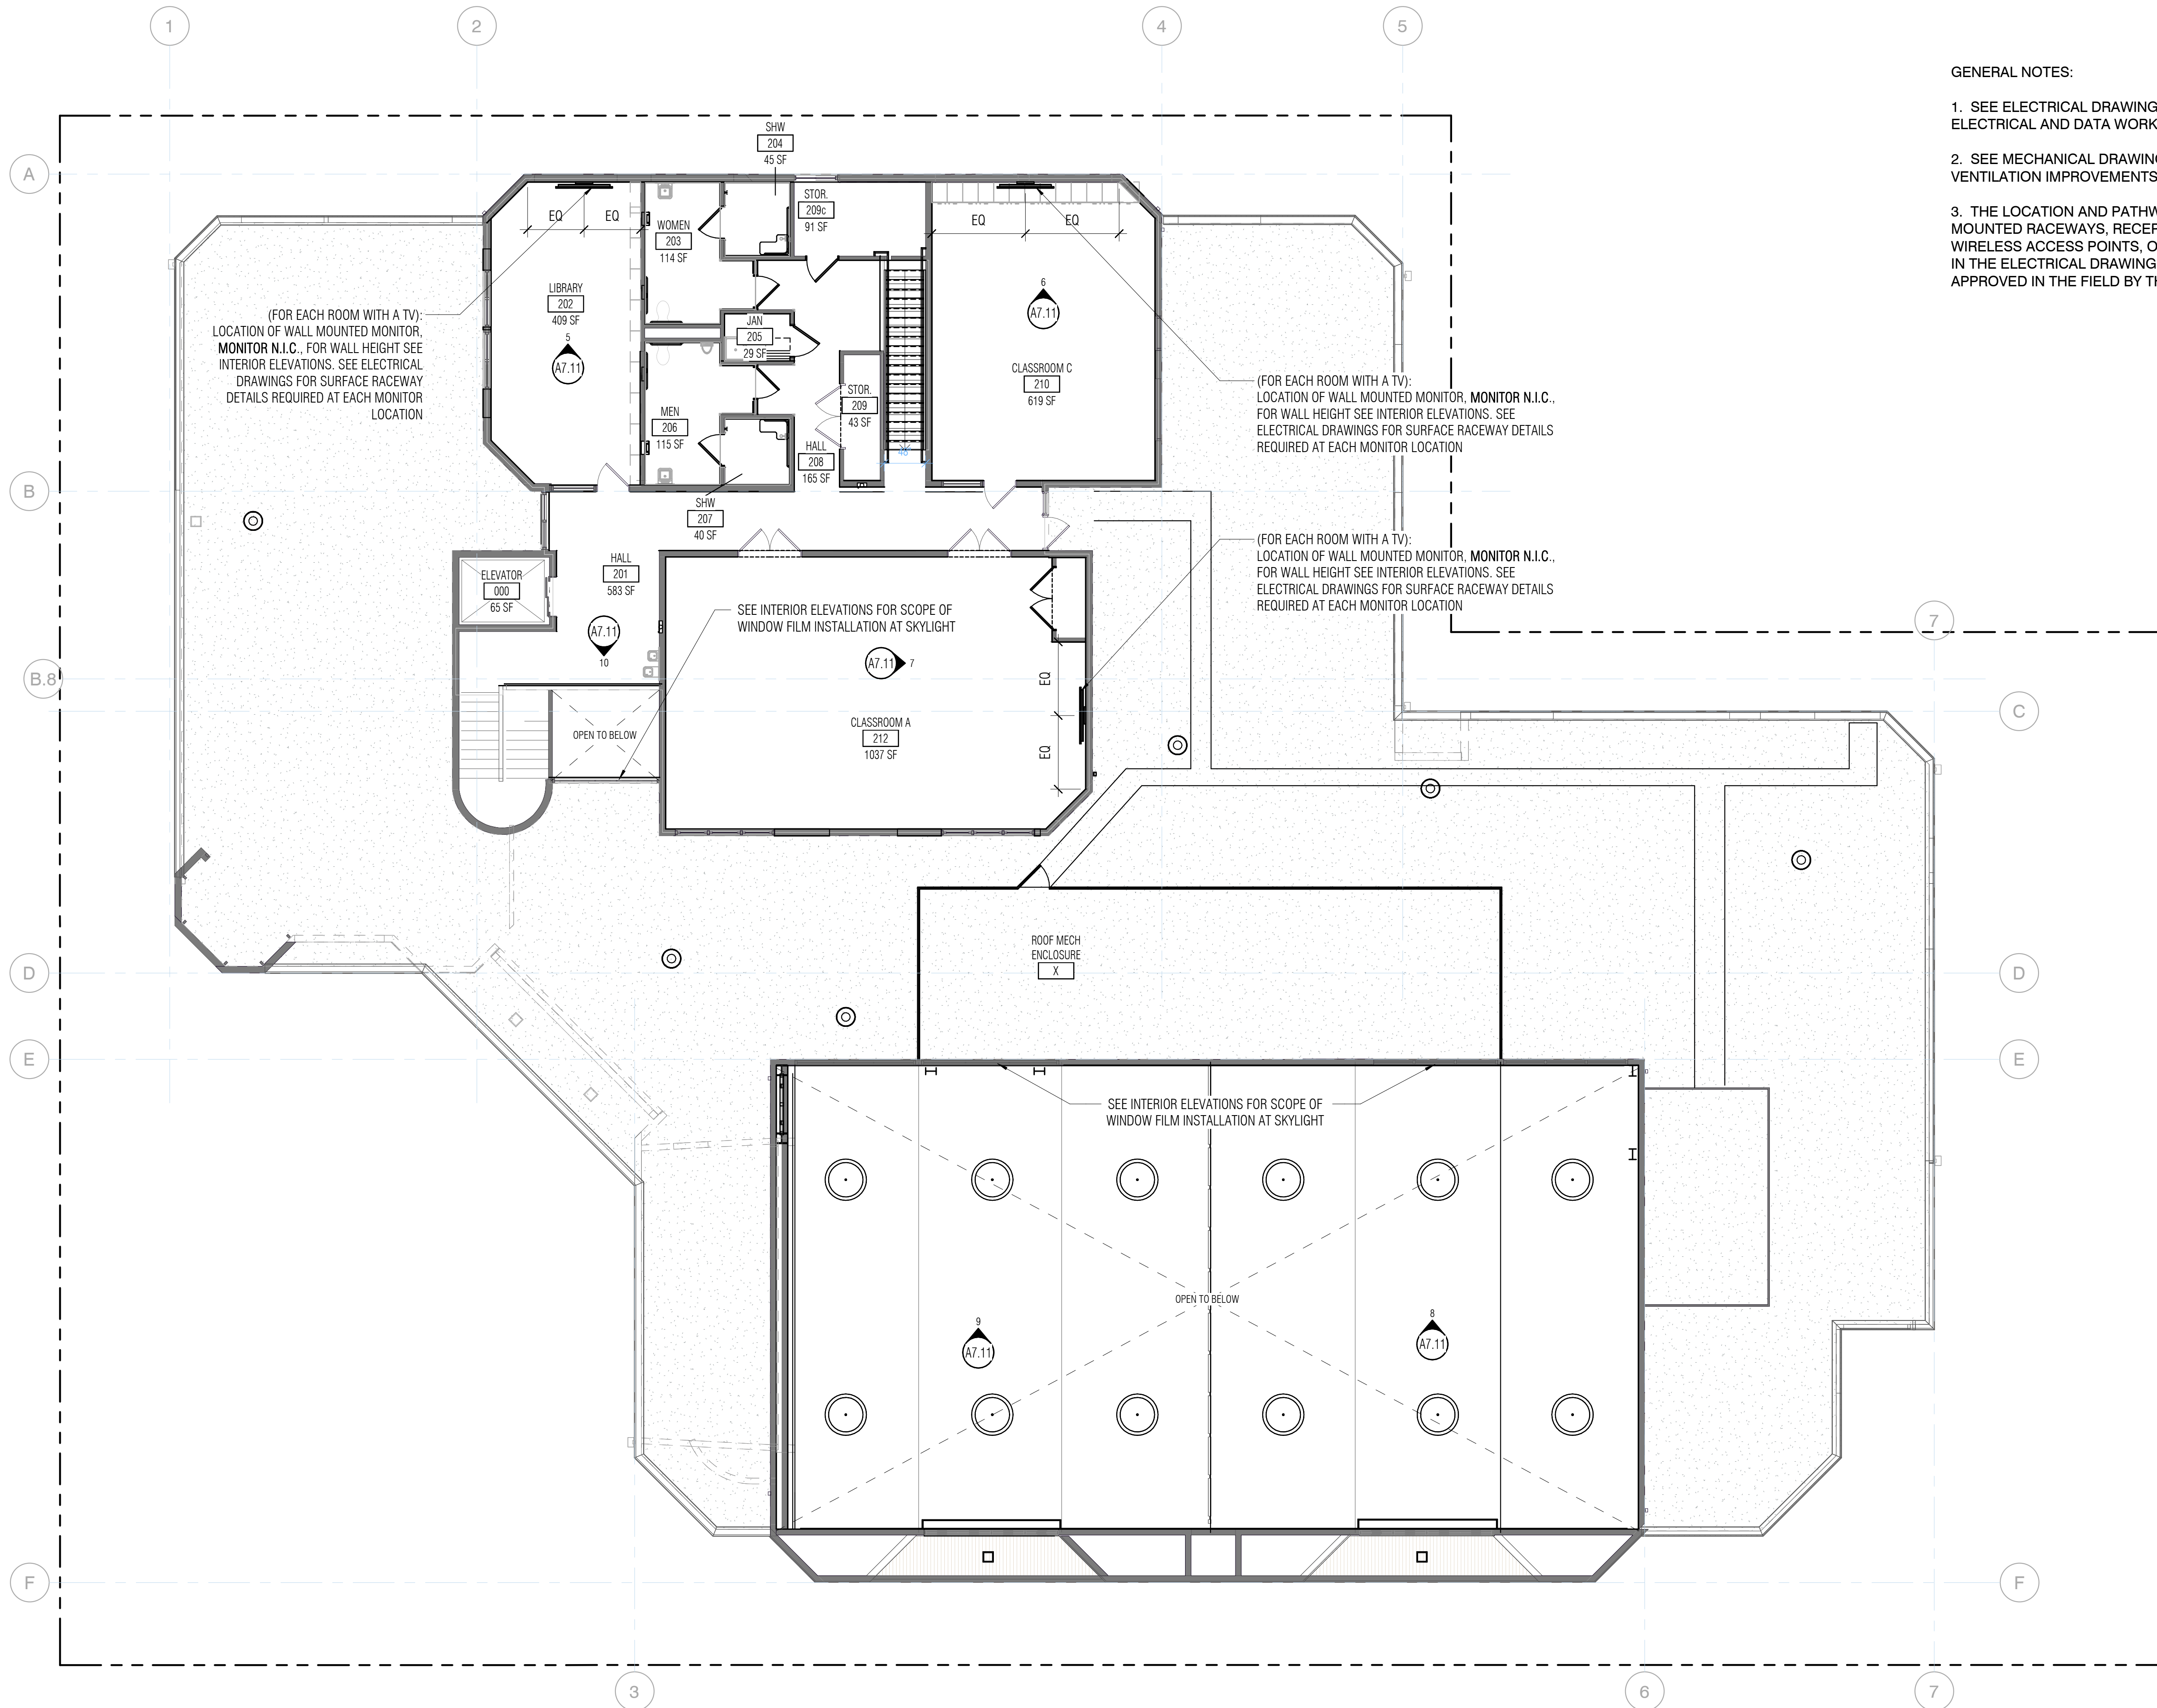 1
2
4
5
GENERAL NOTES:
1. SEE ELECTRICAL DRAWING
ELECTRICAL AND DATA WORK
2. SEE MECHANICAL DRAWING
VENTILATION IMPROVEMENTS
3. THE LOCATION AND PATHW
MOUNTED RACEWAYS, RECEP
WIRELESS ACCESS POINTS, O
IN THE ELECTRICAL DRAWING
APPROVED IN THE FIELD BY TH
A
SHW
204
45 SF
EQ
EQ
WOMEN
203
114 SF
STOR.
209c
91 SF
EQ
EQ
LIBRARY
202
409 SF
5
A7.11
(FOR EACH ROOM WITH A TV):
LOCATION OF WALL MOUNTED MONITOR,
MONITOR N.I.C., FOR WALL HEIGHT SEE
INTERIOR ELEVATIONS. SEE ELECTRICAL
DRAWINGS FOR SURFACE RACEWAY
DETAILS REQUIRED AT EACH MONITOR
LOCATION
JAN
205
29 SF
6
A7.11
CLASSROOM C
210
619 SF
MEN
206
115 SF
STOR.
209
43 SF
HALL
208
165 SF
48"
(FOR EACH ROOM WITH A TV):
LOCATION OF WALL MOUNTED MONITOR, MONITOR N.I.C.,
FOR WALL HEIGHT SEE INTERIOR ELEVATIONS. SEE
ELECTRICAL DRAWINGS FOR SURFACE RACEWAY DETAILS
REQUIRED AT EACH MONITOR LOCATION
B
SHW
207
40 SF
(FOR EACH ROOM WITH A TV):
LOCATION OF WALL MOUNTED MONITOR, MONITOR N.I.C.,
FOR WALL HEIGHT SEE INTERIOR ELEVATIONS. SEE
ELECTRICAL DRAWINGS FOR SURFACE RACEWAY DETAILS
REQUIRED AT EACH MONITOR LOCATION
ELEVATOR
000
65 SF
HALL
201
583 SF
SEE INTERIOR ELEVATIONS FOR SCOPE OF
WINDOW FILM INSTALLATION AT SKYLIGHT
7
A7.11
10
A7.11
7
B.8
EQ
C
OPEN TO BELOW
CLASSROOM A
212
1037 SF
EQ
ROOF MECH
ENCLOSURE
X
D
D
E
E
SEE INTERIOR ELEVATIONS FOR SCOPE OF
WINDOW FILM INSTALLATION AT SKYLIGHT
OPEN TO BELOW
9
A7.11
8
A7.11
F
F
3
6
7